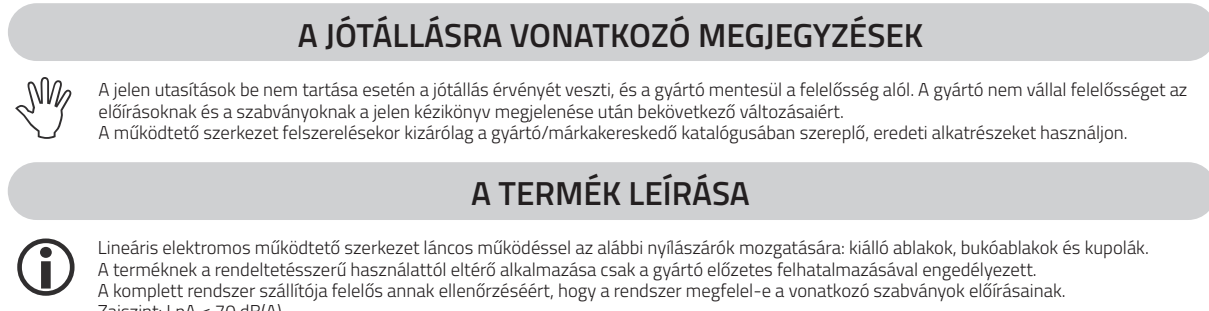 A JÓTÁLLÁSRA VONATKOZÓ MEGJEGYZÉSEK
A jelen utasítások be nem tartása esetén a jótállás érvényét veszti, és a gyártó mentesül a felelősség alól. A gyártó nem vállal felelősséget az
előírásoknak és a szabványoknak a jelen kézikönyv megjelenése után bekövetkező változásaiért.
A működtető szerkezet felszerelésekor kizárólag a gyártó/márkakereskedő katalógusában szereplő, eredeti alkatrészeket használjon.
A TERMÉK LEÍRÁSA
Lineáris elektromos működtető szerkezet láncos működéssel az alábbi nyílászárók mozgatására: kiálló ablakok, bukóablakok és kupolák.
A terméknek a rendeltetésszerű használattól eltérő alkalmazása csak a gyártó előzetes felhatalmazásával engedélyezett.
A komplett rendszer szállítója felelős annak ellenőrzéséért, hogy a rendszer megfelel-e a vonatkozó szabványok előírásainak.
Zajszint: LpA < 70 dB(A)